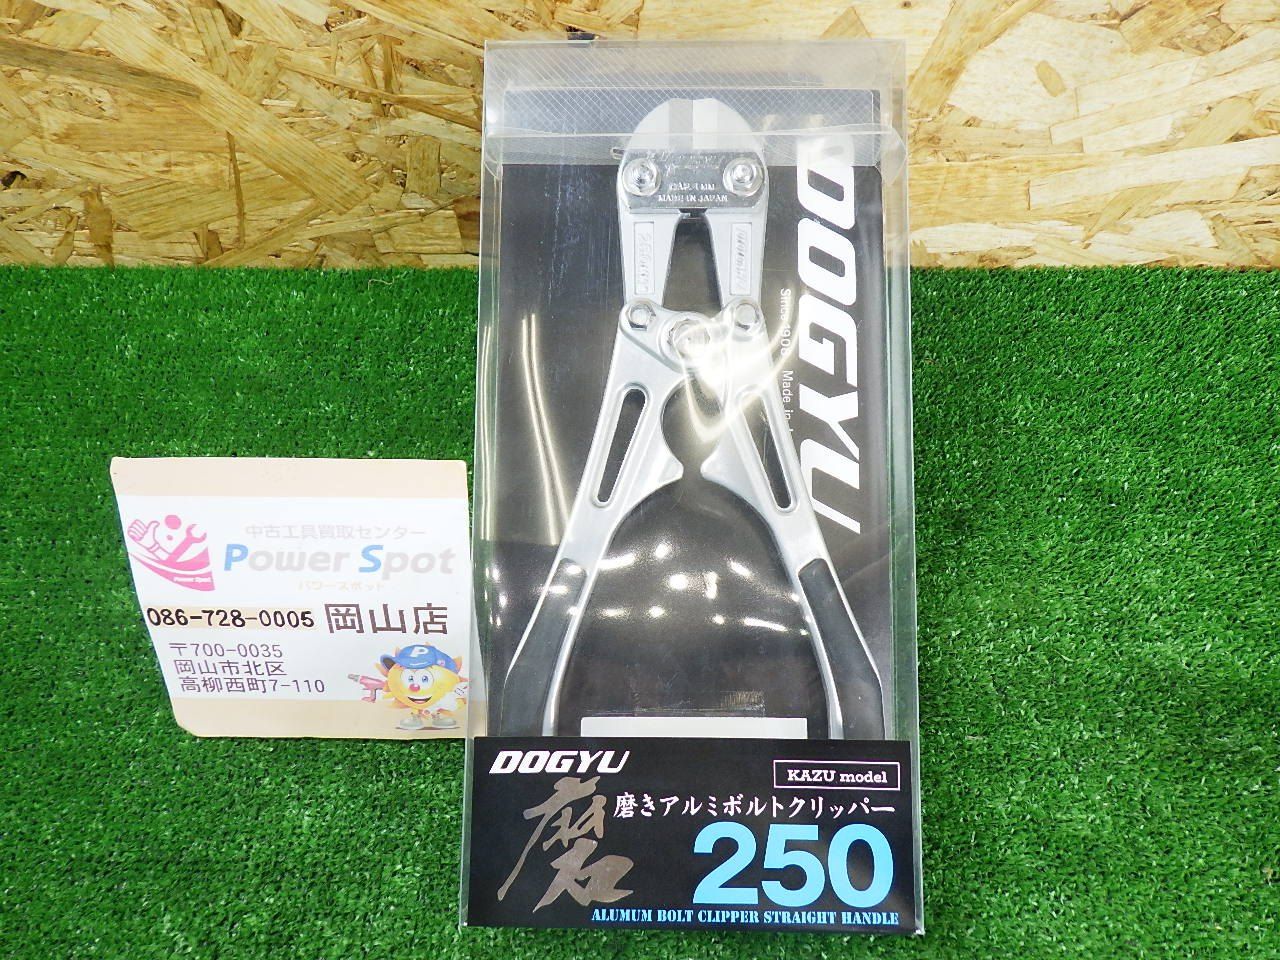 DOGYU
Since 1908 Made in
CAP. 4 MM
MADE IN JAPAN
中古工具買取センター
Power Spot
パワースポット
Power Spot
086-728-0005 岡山店
〒700-0035
岡山市北区
高柳西町7-110
P
DOGYU
KAZU model
磨
磨きアルミボルトクリッパー
250
ALUMUM BOLT CLIPPER STRAIGHT HANDLE